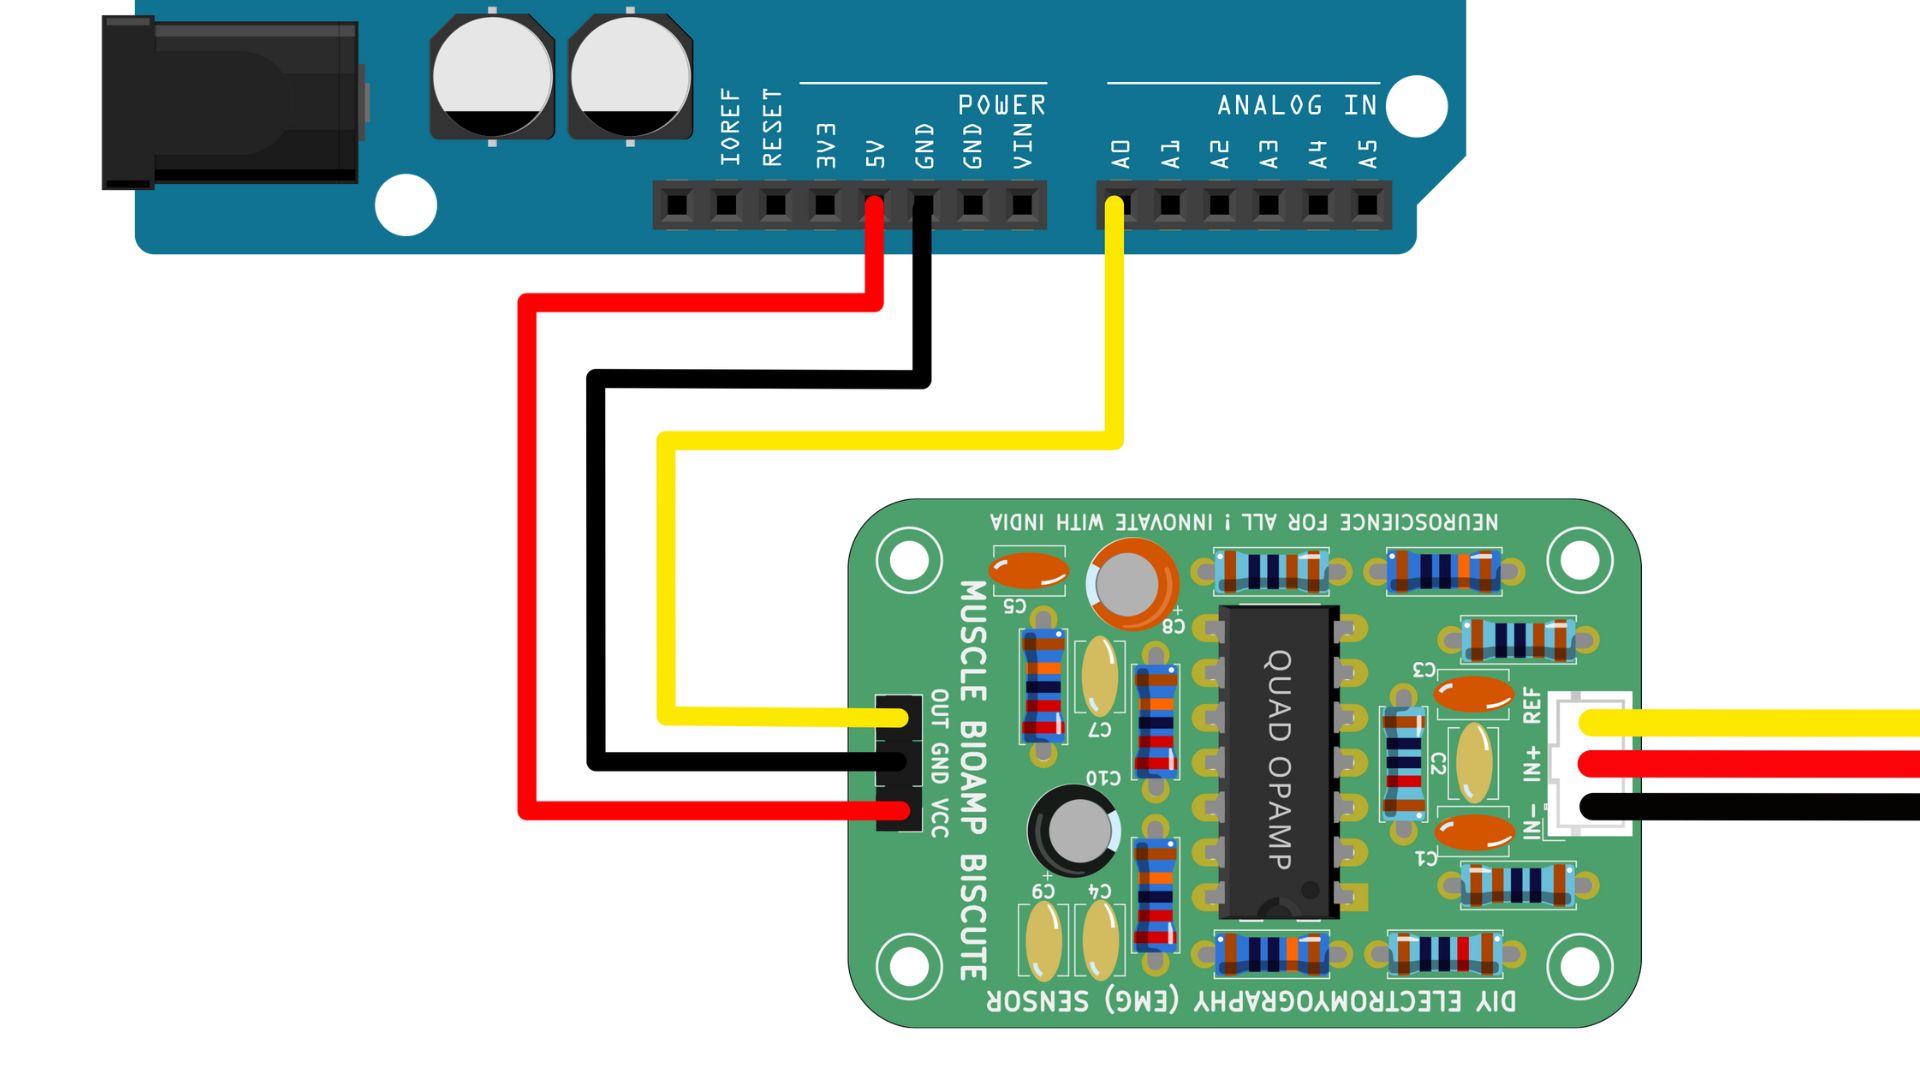 POWER
ANALOG IN
IOREF
RESET
3V3
5V
GND
GND
VIN
A0
A1
A2
A3
A4
A5
NEUROSCIENCE FOR ALL ! INNOVATE WITH INDIA
MUSCLE BIOAMP BISCUTE
OUT GND VCC
C5
C8
+
C7
C10
+
C9
C4
QUAD OPAMP
C3
C2
C1
REF
IN+
IN-
DIY ELECTROMYOGRAPHY (EMG) SENSOR